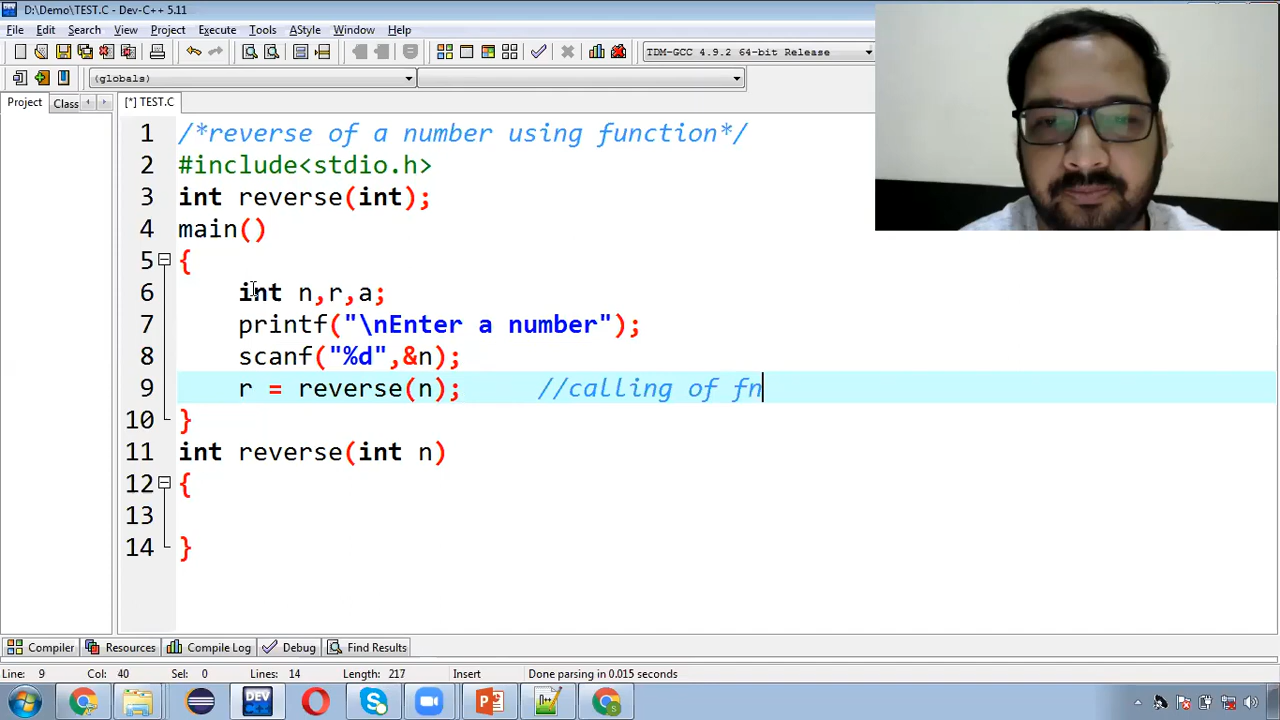 D:\Demo\TEST.C - Dev-C++ 5.11
File Edit Search View Project Execute Tools AStyle Window Help
TDM-GCC 4.9.2 64-bit Release
(globals)
Project Class [*] TEST.C
1 /*reverse of a number using function*/
2 #include<stdio.h>
3 int reverse(int);
4 main()
5 {
6 int n,r,a;
7 printf("\nEnter a number");
8 scanf("%d",&n);
9 r = reverse(n); //calling of fn
10 }
11 int reverse(int n)
12 {
13
14 }
Compiler Resources Compile Log Debug Find Results
Line: 9 Col: 40 Sel: 0 Lines: 14 Length: 217 Insert Done parsing in 0.015 seconds
DEV